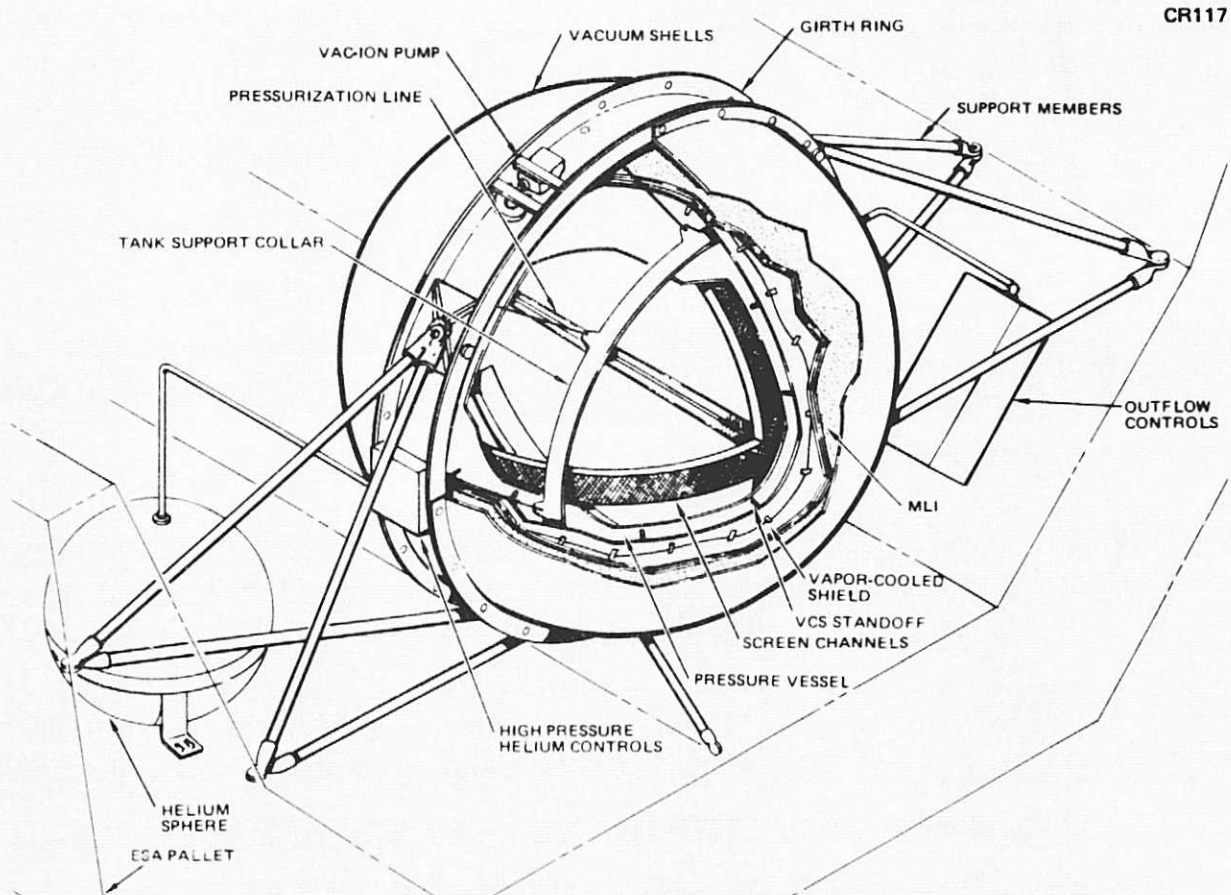 CR117
VACUUM SHELLS
GIRTH RING
VAC-ION PUMP
PRESSURIZATION LINE
SUPPORT MEMBERS
TANK SUPPORT COLLAR
OUTFLOW
CONTROLS
MLI
VAPOR-COOLED
SHIELD
VCS STANDOFF
SCREEN CHANNELS
PRESSURE VESSEL
HIGH PRESSURE
HELIUM CONTROLS
HELIUM
SPHERE
ESA PALLET